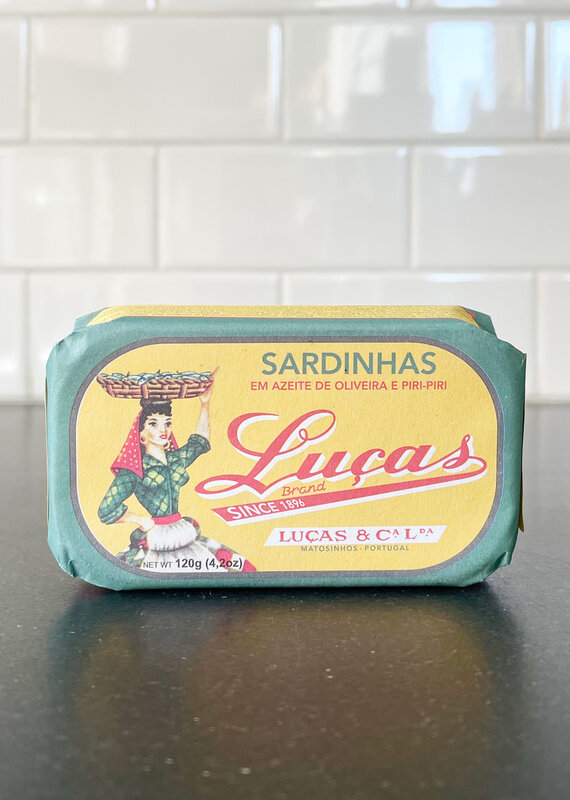 SARDINHAS
EM AZEITE DE OLIVEIRA E PIRI-PIRI
Luças
Brand
SINCE 1896
LUÇAS & Cª Lᴰᴬ
MATOSINHOS - PORTUGAL
NET WT 120g (4,2oz)